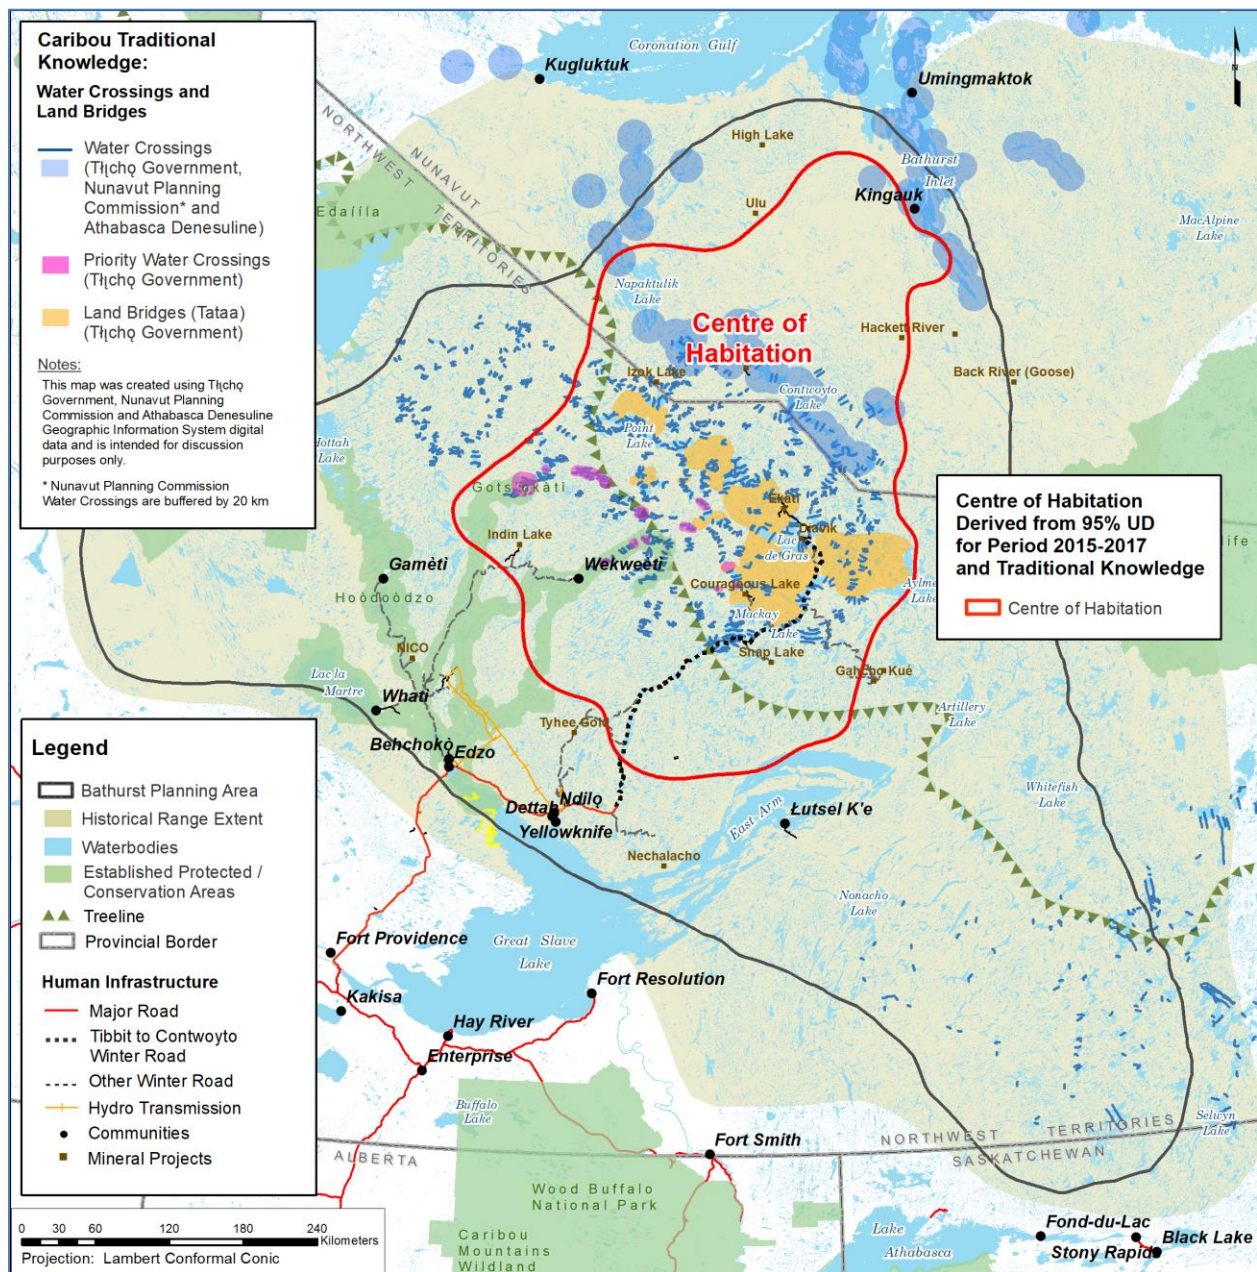 Caribou Traditional
Knowledge:
Water Crossings and
Land Bridges
Water Crossings
(Tłı̨chǫ Government,
Nunavut Planning
Commission* and
Athabasca Denesuline)
Priority Water Crossings
(Tłı̨chǫ Government)
Land Bridges (Tataa)
(Tłı̨chǫ Government)
Notes:
This map was created using Tłı̨chǫ
Government, Nunavut Planning
Commission and Athabasca Denesuline
Geographic Information System digital
data and is intended for discussion
purposes only.
* Nunavut Planning Commission
Water Crossings are buffered by 20 km
Coronation Gulf
Kugluktuk
Umingmaktok
N
NORTHWEST TERRITORIES
NUNAVUT
High Lake
Bathurst
Inlet
Kingauk
Ulu
Edaíı́la
MacAlpine
Lake
Napaktulik
Lake
Centre of
Habitation
Hackett River
Izok Lake
Back River (Goose)
Contwoyto
Lake
Point
Lake
Hottah
Lake
Ekati
Diavik
Lac
de Gras
Indin Lake
Gamètì
Wekweètì
Hoòdoòdzo
Courageous Lake
Mackay
Lake
NICO
Snap Lake
Gahcho Kué
Lac la
Martre
Whatì
Artillery
Lake
Tyhee Gold
Behchokǫ̀
Edzo
Whitefish
Lake
Dettah
Ndilǫ
Yellowknife
East Arm
Łutsel K'e
Nechalacho
Nonacho
Lake
Centre of Habitation
Derived from 95% UD
for Period 2015-2017
and Traditional Knowledge
Centre of Habitation
Legend
Bathurst Planning Area
Historical Range Extent
Waterbodies
Established Protected /
Conservation Areas
Treeline
Provincial Border
Human Infrastructure
Major Road
Tibbit to Contwoyto
Winter Road
Other Winter Road
Hydro Transmission
Communities
Mineral Projects
Fort Providence
Great Slave
Lake
Kakisa
Fort Resolution
Hay River
Enterprise
Buffalo
Lake
Selwyn
Lake
Fort Smith
NORTHWEST TERRITORIES
SASKATCHEWAN
ALBERTA
Wood Buffalo
National Park
Caribou
Mountains
Wildland
Lake
Athabasca
Fond-du-Lac
Black Lake
Stony Rapids
0 30 60 120 180 240
Kilometers
Projection: Lambert Conformal Conic